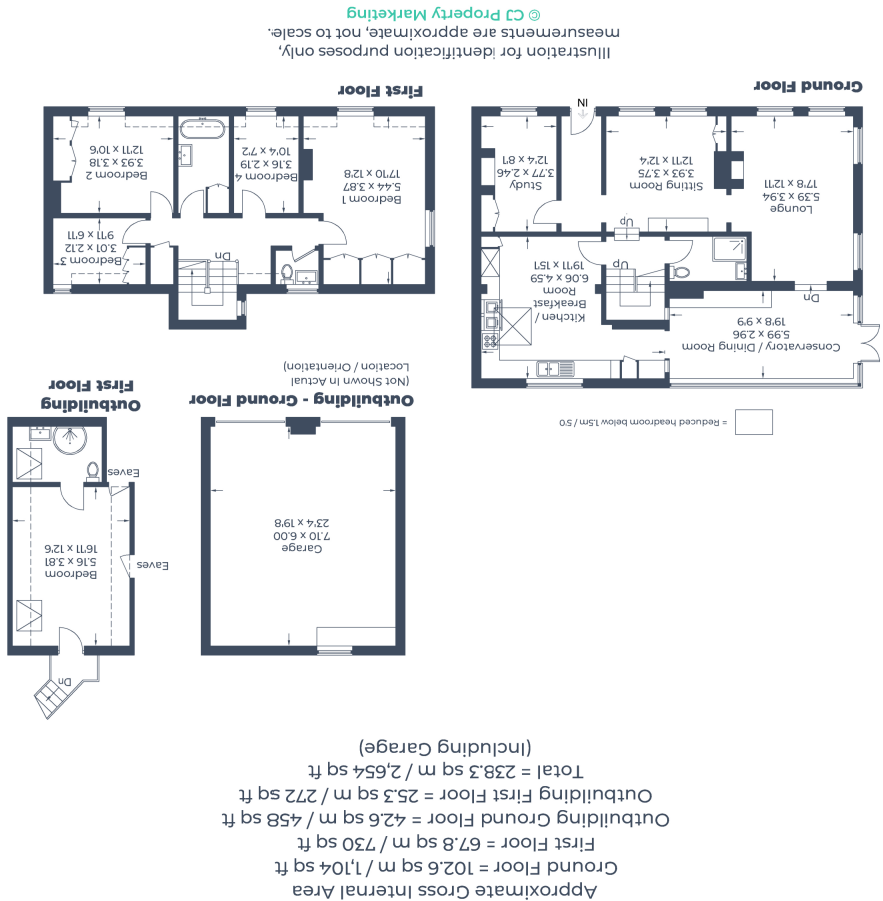 Approximate Gross Internal Area
Ground Floor = 102.6 sq m / 1,104 sq ft
First Floor = 67.8 sq m / 730 sq ft
Outbuilding Ground Floor = 42.6 sq m / 458 sq ft
Outbuilding First Floor = 25.3 sq m / 272 sq ft
Total = 238.3 sq m / 2,654 sq ft
(Including Garage)
Dn
Bedroom
5.16 x 3.81
16'11 x 12'6
Eaves
Eaves
Outbuilding
First Floor
Garage
7.10 x 6.00
23'4 x 19'8
Outbuilding - Ground Floor
(Not Shown In Actual
Location / Orientation)
= Reduced headroom below 1.5m / 5'0
Conservatory / Dining Room
5.99 x 2.96
19'8 x 9'9
Dn
Kitchen /
Breakfast
Room
6.06 x 4.59
19'11 x 15'1
Up
Up
Lounge
5.39 x 3.94
17'8 x 12'11
Sitting Room
3.93 x 3.75
12'11 x 12'4
Study
3.77 x 2.46
12'4 x 8'1
IN
Ground Floor
Dn
Bedroom 1
5.44 x 3.87
17'10 x 12'8
Bedroom 4
3.16 x 2.19
10'4 x 7'2
Bedroom 3
3.01 x 2.12
9'11 x 6'11
Bedroom 2
3.93 x 3.18
12'11 x 10'6
First Floor
Illustration for identification purposes only,
measurements are approximate, not to scale.
© CJ Property Marketing